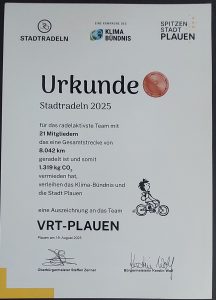 STADTRADELN
EINE KAMPAGNE DES
KLIMA
BÜNDNIS
SPITZEN
STADT
PLAUEN
Urkunde
Stadtradeln 2025
für das radelaktivste Team mit
21 Mitgliedern
das eine Gesamtstrecke von
8.042 km
geradelt ist und somit
1.319 kg CO₂
vermieden hat,
verleihen das Klima-Bündnis und
die Stadt Plauen
eine Auszeichnung an das Team
VRT-PLAUEN
Plauen am 19. August 2025
Oberbürgermeister Steffen Zenner
Bürgermeisterin Kerstin Wolf